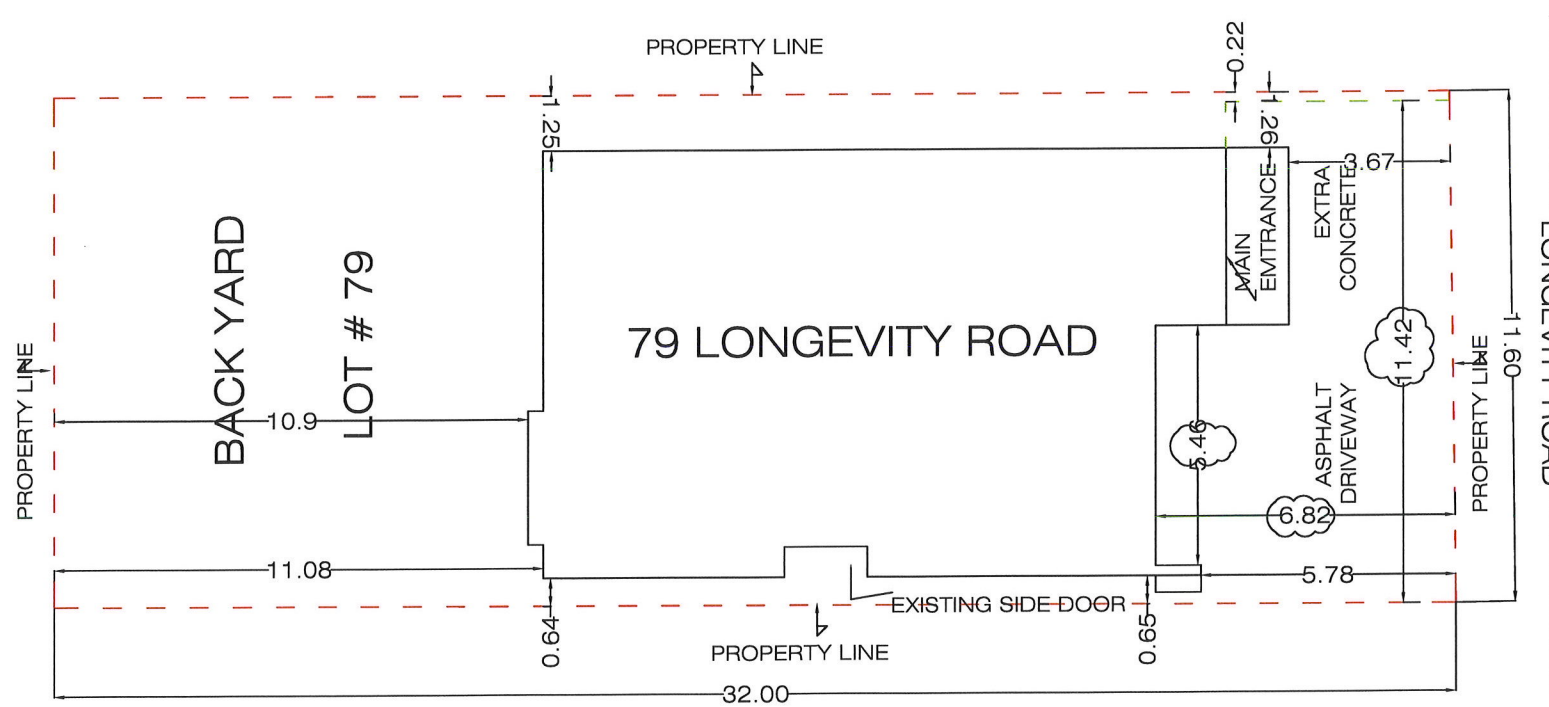 PROPERTY LINE
0.22
1.25
1.26
3.67
MAIN
EMTRANCE
EXTRA
CONCRETE
BACK YARD
LOT # 79
79 LONGEVITY ROAD
11.42
11.60
LONGEVITY ROAD
PROPERTY LINE
PROPERTY LINE
10.9
5.46
ASPHALT
DRIVEWAY
6.82
11.08
5.78
EXISTING SIDE DOOR
0.64
0.65
PROPERTY LINE
32.00